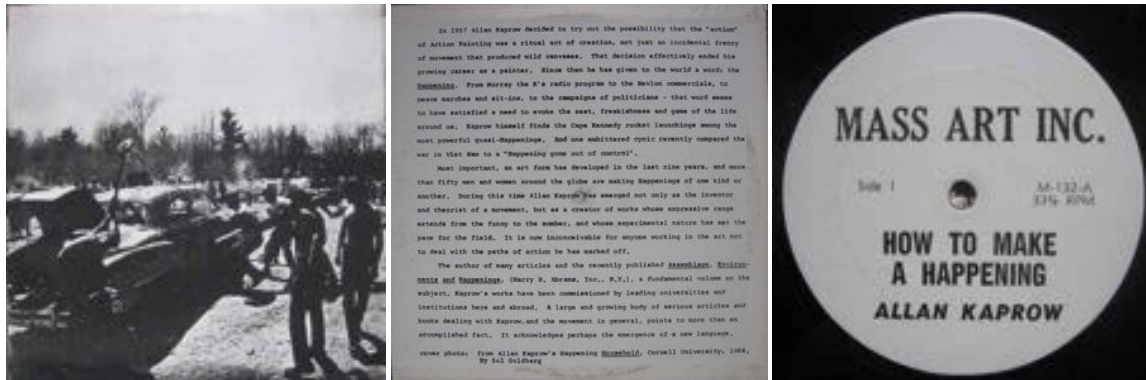 In 1957 Allan Kaprow decided to try out the possibility that the "action"
of Action Painting was a ritual act of creation, not just an incidental frenzy
of movement that produced wild canvases. That decision effectively ended his
growing career as a painter. Since then he has given to the world a word: the
Happening. From Murray the K's radio program to the Revlon commercials, to
peace marches and sit-ins, to the campaigns of politicians - that word seems
to have satisfied a need to evoke the zest, freakishness and game of the life
around us. Kaprow himself finds the Cape Kennedy rocket launchings among the
most powerful quasi-Happenings. And one embittered cynic recently compared the
war in Viet Nam to a "Happening gone out of control".
Most important, an art form has developed in the last nine years, and more
than fifty men and women around the globe are making Happenings of one kind or
another. During this time Allan Kaprow has emerged not only as the inventor
and theorist of a movement, but as a creator of works whose expressive range
extends from the funny to the somber, and whose experimental nature has set the
pace for the field. It is now inconceivable for anyone working in the art not
to deal with the paths of action he has marked off.
The author of many articles and the recently published Assemblage, Environ-
ments and Happenings, (Harry N. Abrams, Inc., N.Y.), a fundamental volume on the
subject, Kaprow's works have been commissioned by leading universities and
institutions here and abroad. A large and growing body of serious articles and
books dealing with Kaprow, and the movement in general, points to more than an
accomplished fact. It acknowledges perhaps the emergence of a new language.
cover photo: from Allan Kaprow's Happening Household, Cornell University, 1964,
By Sol Goldberg
MASS ART INC.
Side 1
M-132-A
33⅓ RPM
HOW TO MAKE
A HAPPENING
ALLAN KAPROW